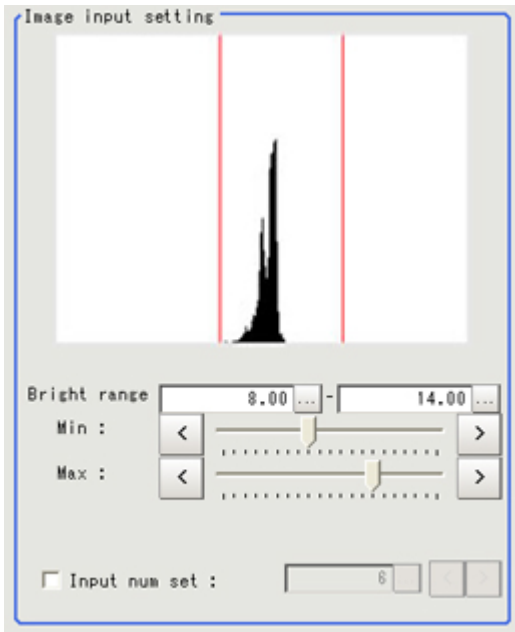 Image input setting
Bright range 8.00 ... - 14.00 ...
Min : < >
Max : < >
Input num set : 6 ... < >